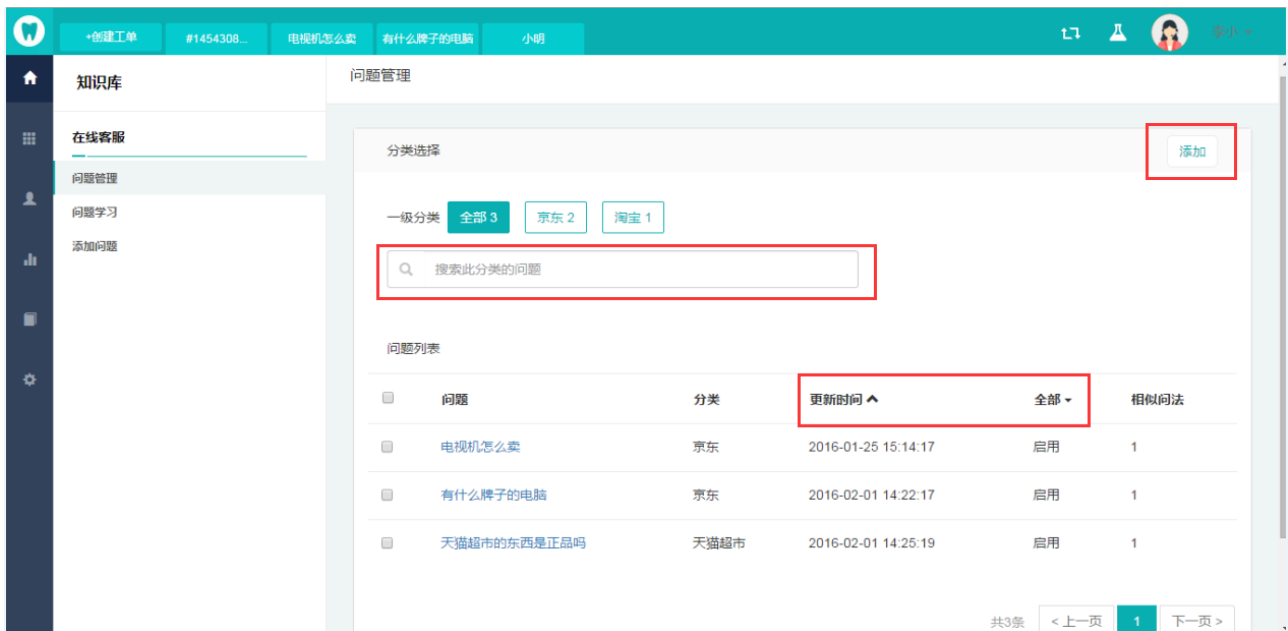 +创建工单 #1454308... 电视机怎么卖 有什么牌子的电脑 小明
知识库
问题管理
在线客服
问题管理
问题学习
添加问题
分类选择 添加
一级分类 全部 3 京东 2 淘宝 1
搜索此分类的问题
问题列表
问题 分类 更新时间 全部 相似问法
电视机怎么卖 京东 2016-01-25 15:14:17 启用 1
有什么牌子的电脑 京东 2016-02-01 14:22:17 启用 1
天猫超市的东西是正品吗 天猫超市 2016-02-01 14:25:19 启用 1
共3条 < 上一页 1 下一页 >